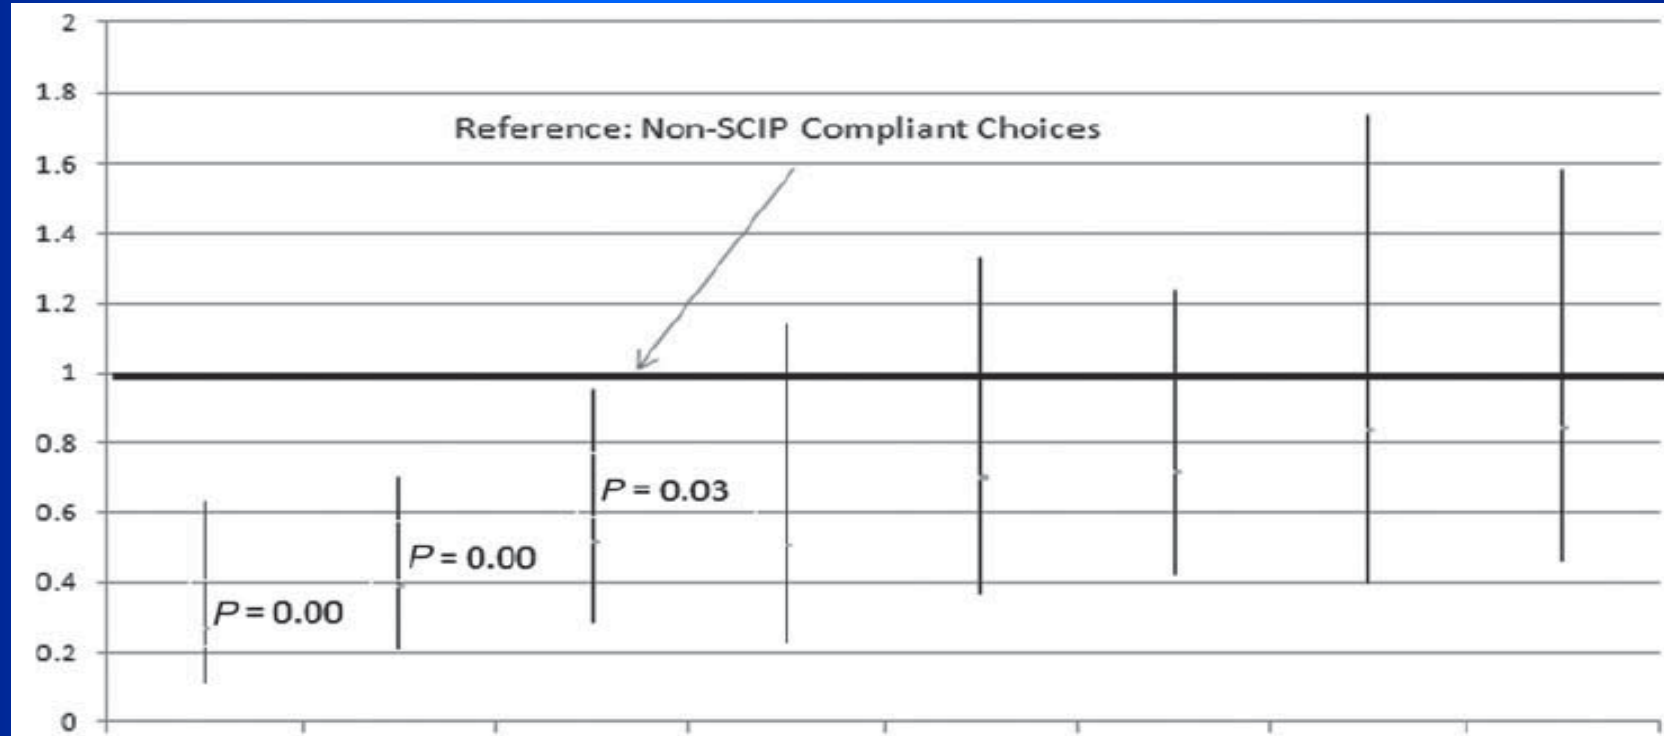 2
1.8
Reference: Non-SCIP Compliant Choices
1.6
1.4
1.2
1
0.8
P = 0.03
0.6
P = 0.00
0.4
P = 0.00
0.2
0